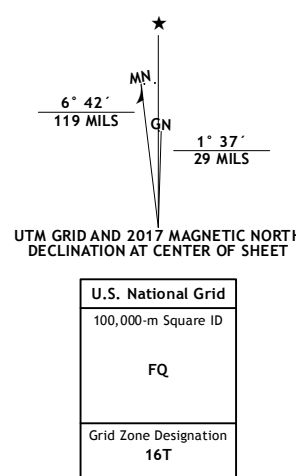 ★
MN
GN
6° 42´
119 MILS
1° 37´
29 MILS
UTM GRID AND 2017 MAGNETIC NORTH
DECLINATION AT CENTER OF SHEET
U.S. National Grid
100,000-m Square ID
FQ
Grid Zone Designation
16T